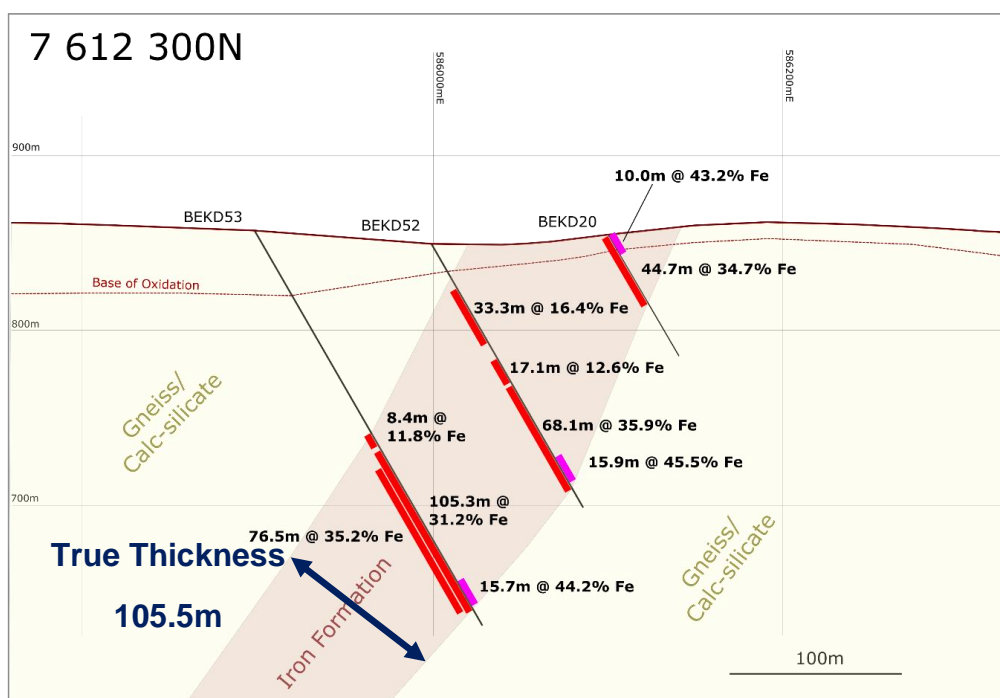 7 612 300N
586000mE
586200mE
900m
10.0m @ 43.2% Fe
BEKD53
BEKD52
BEKD20
44.7m @ 34.7% Fe
Base of Oxidation
33.3m @ 16.4% Fe
800m
17.1m @ 12.6% Fe
Gneiss/
Calc-silicate
8.4m @
11.8% Fe
68.1m @ 35.9% Fe
15.9m @ 45.5% Fe
700m
105.3m @
31.2% Fe
76.5m @ 35.2% Fe
Gneiss/
Calc-silicate
True Thickness
105.5m
15.7m @ 44.2% Fe
Iron Formation
100m